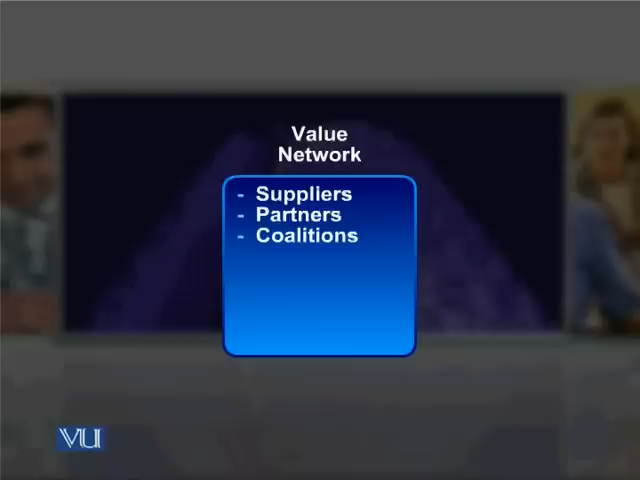 Value
Network
- Suppliers
- Partners
- Coalitions
VU